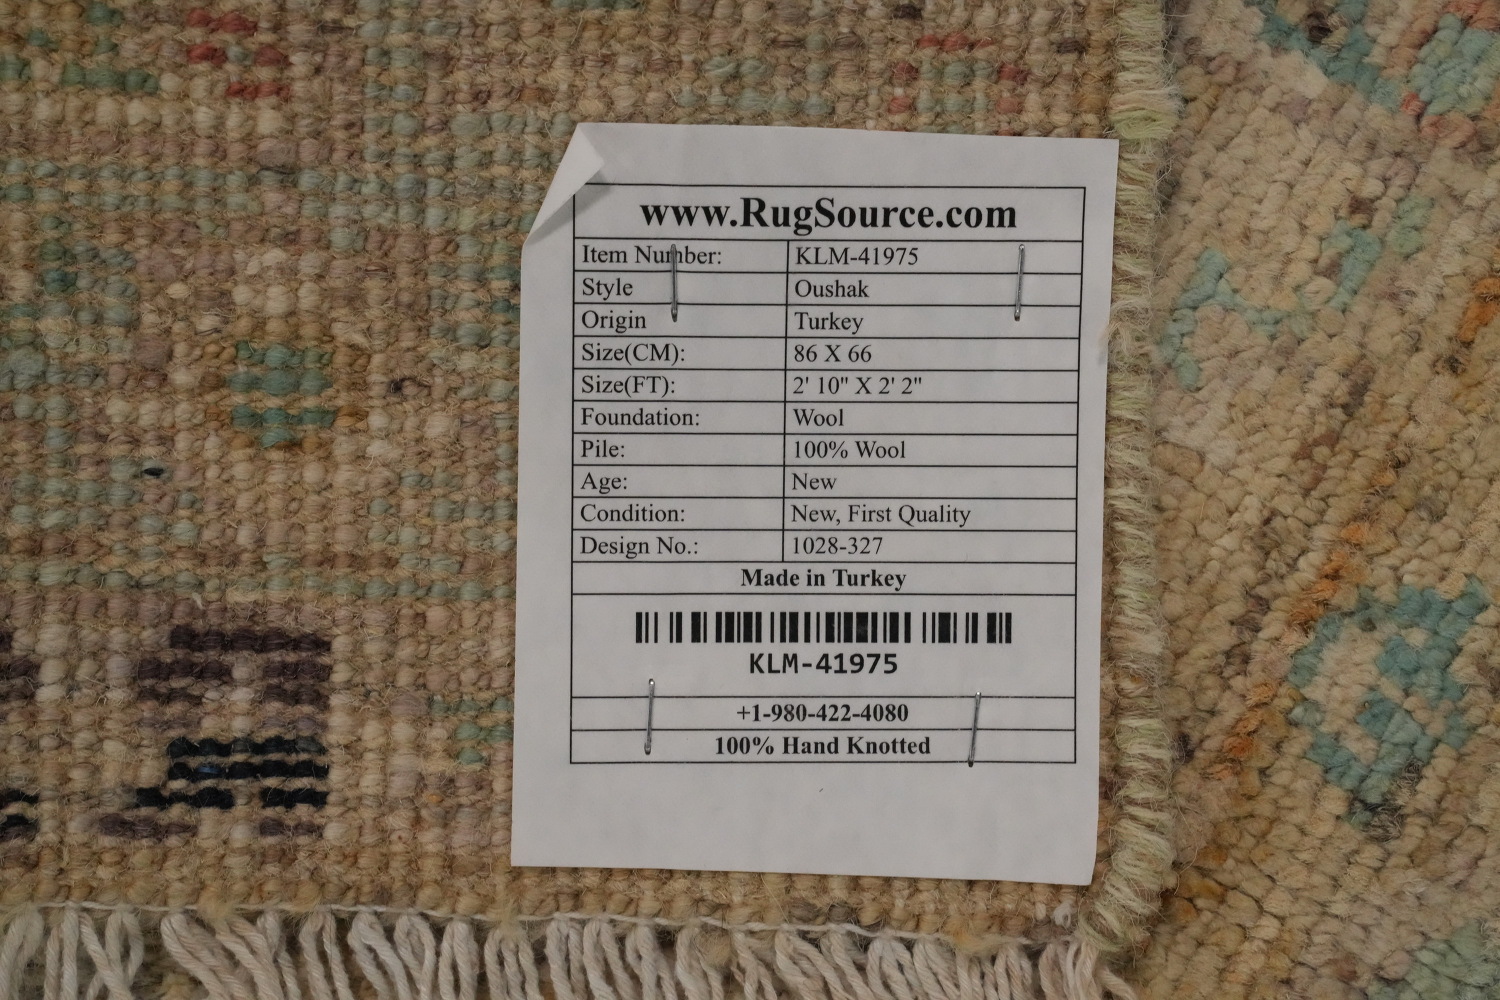 www.RugSource.com
Item Number: KLM-41975
Style Oushak
Origin Turkey
Size(CM): 86 X 66
Size(FT): 2' 10" X 2' 2"
Foundation: Wool
Pile: 100% Wool
Age: New
Condition: New, First Quality
Design No.: 1028-327
Made in Turkey
KLM-41975
+1-980-422-4080
100% Hand Knotted